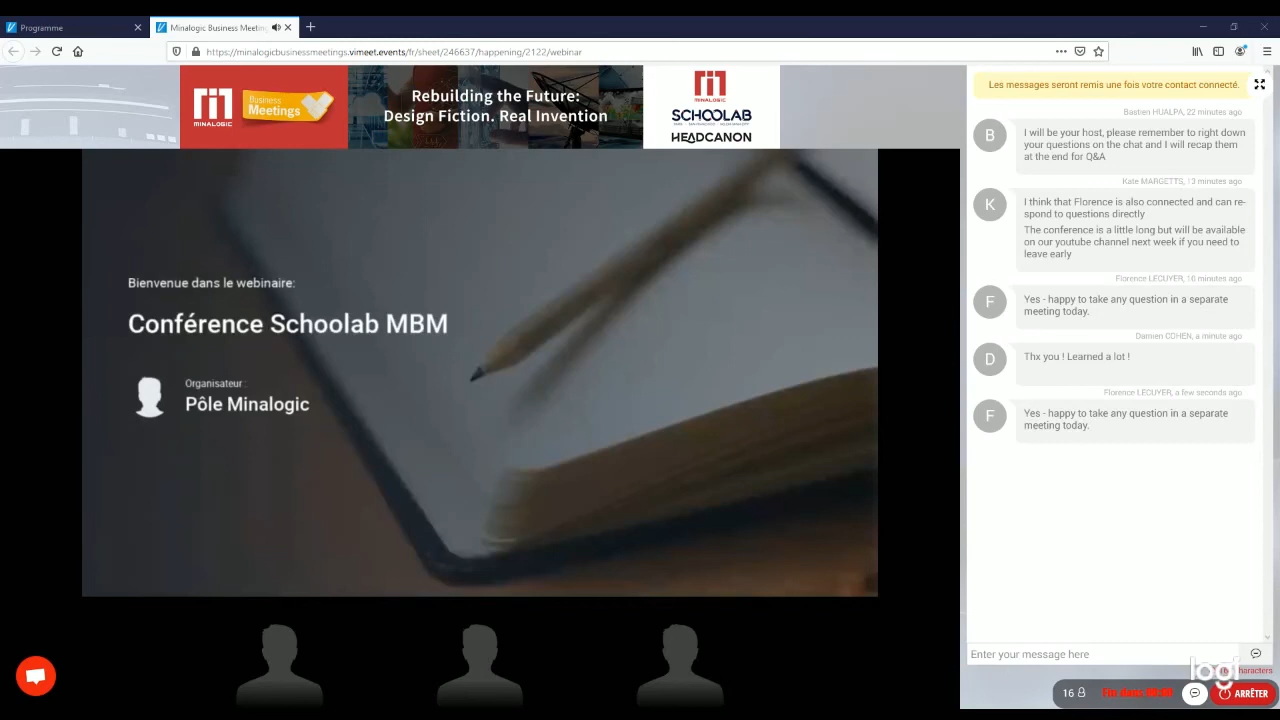 Programme
Minalogic Business Meetin
https://minalogicbusinessmeetings.vimeet.events/fr/sheet/246637/happening/2122/webinar
MINALOGIC
Business
Meetings
Rebuilding the Future:
Design Fiction. Real Invention
MINALOGIC
SCHOOLAB
HEADCANON
Bienvenue dans le webinaire:
Conférence Schoolab MBM
Organisateur :
Pôle Minalogic
Les messages seront remis une fois votre contact connecté.
Bastien HUALPA, 22 minutes ago
B
I will be your host, please remember to right down
your questions on the chat and I will recap them
at the end for Q&A
Kate MARGETTS, 13 minutes ago
K
I think that Florence is also connected and can re-
spond to questions directly
The conference is a little long but will be available
on our youtube channel next week if you need to
leave early
Florence LECUYER, 10 minutes ago
F
Yes - happy to take any question in a separate
meeting today.
Damien COHEN, a minute ago
D
Thx you ! Learned a lot !
Florence LECUYER, a few seconds ago
F
Yes - happy to take any question in a separate
meeting today.
Enter your message here
logi
characters
16
Fin dans
ARRÊTER